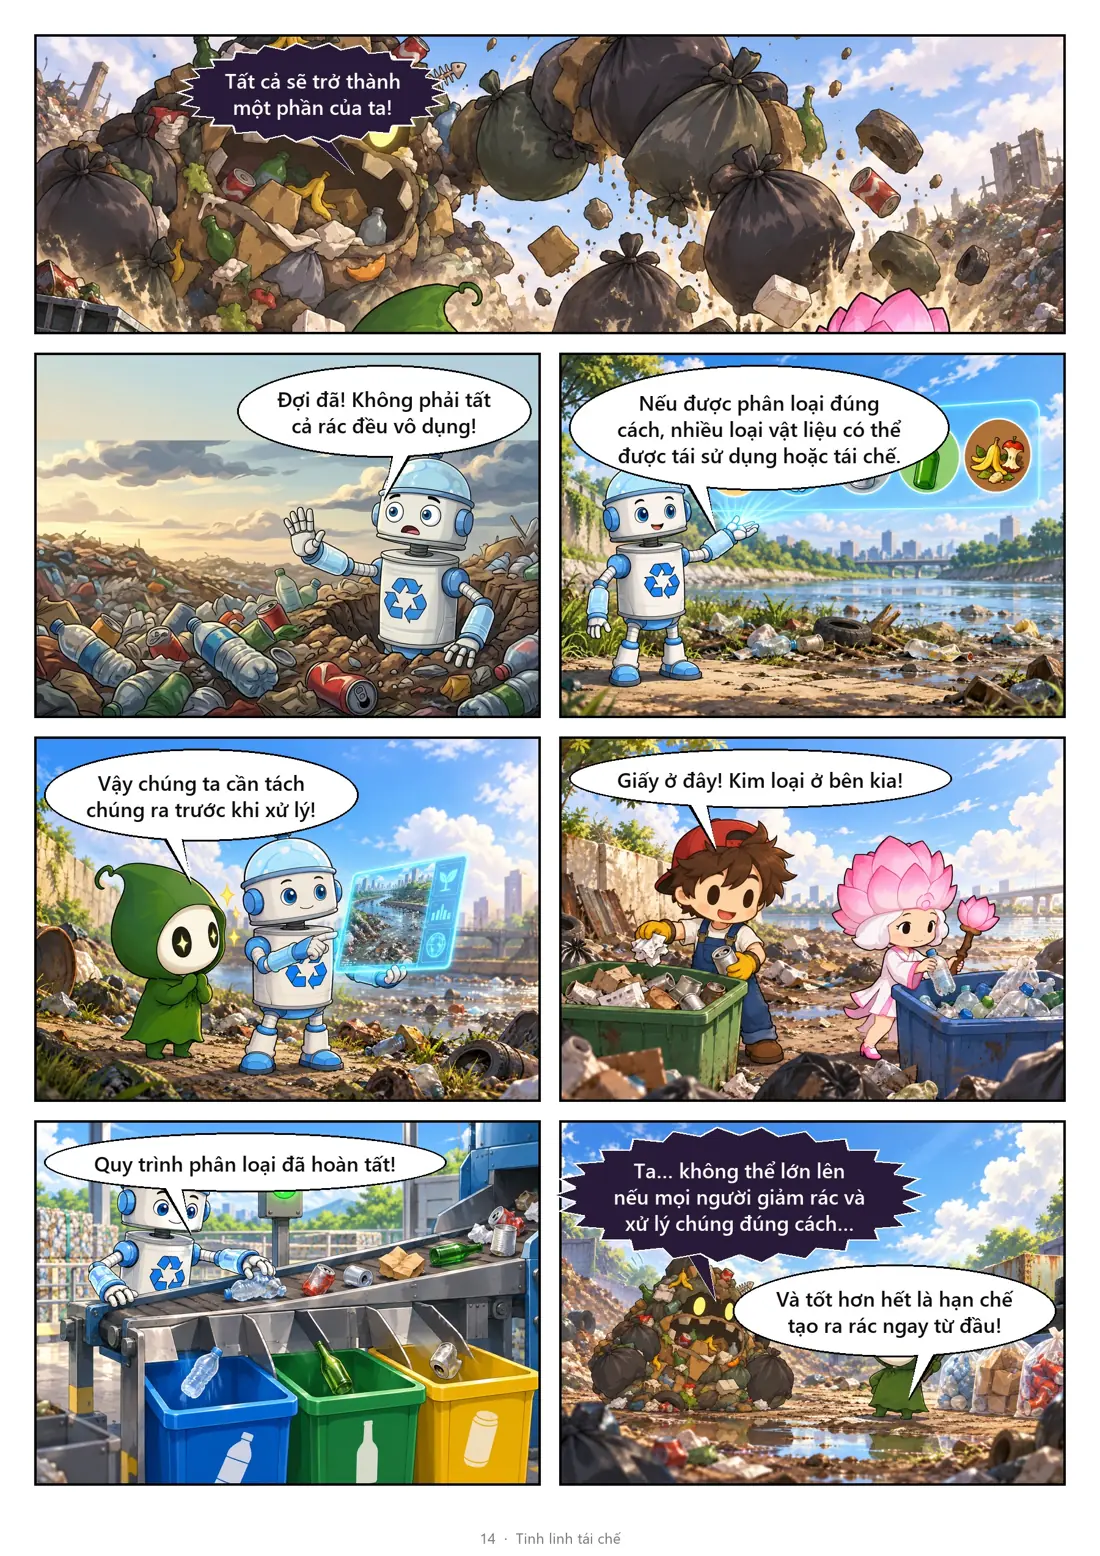 Tất cả sẽ trở thành
một phần của ta!
Đợi đã! Không phải tất
cả rác đều vô dụng!
Nếu được phân loại đúng
cách, nhiều loại vật liệu có thể
được tái sử dụng hoặc tái chế.
Vậy chúng ta cần tách
chúng ra trước khi xử lý!
Giấy ở đây! Kim loại ở bên kia!
Quy trình phân loại đã hoàn tất!
Ta... không thể lớn lên
nếu mọi người giảm rác và
xử lý chúng đúng cách...
Và tốt hơn hết là hạn chế
tạo ra rác ngay từ đầu!
14 · Tinh linh tái chế